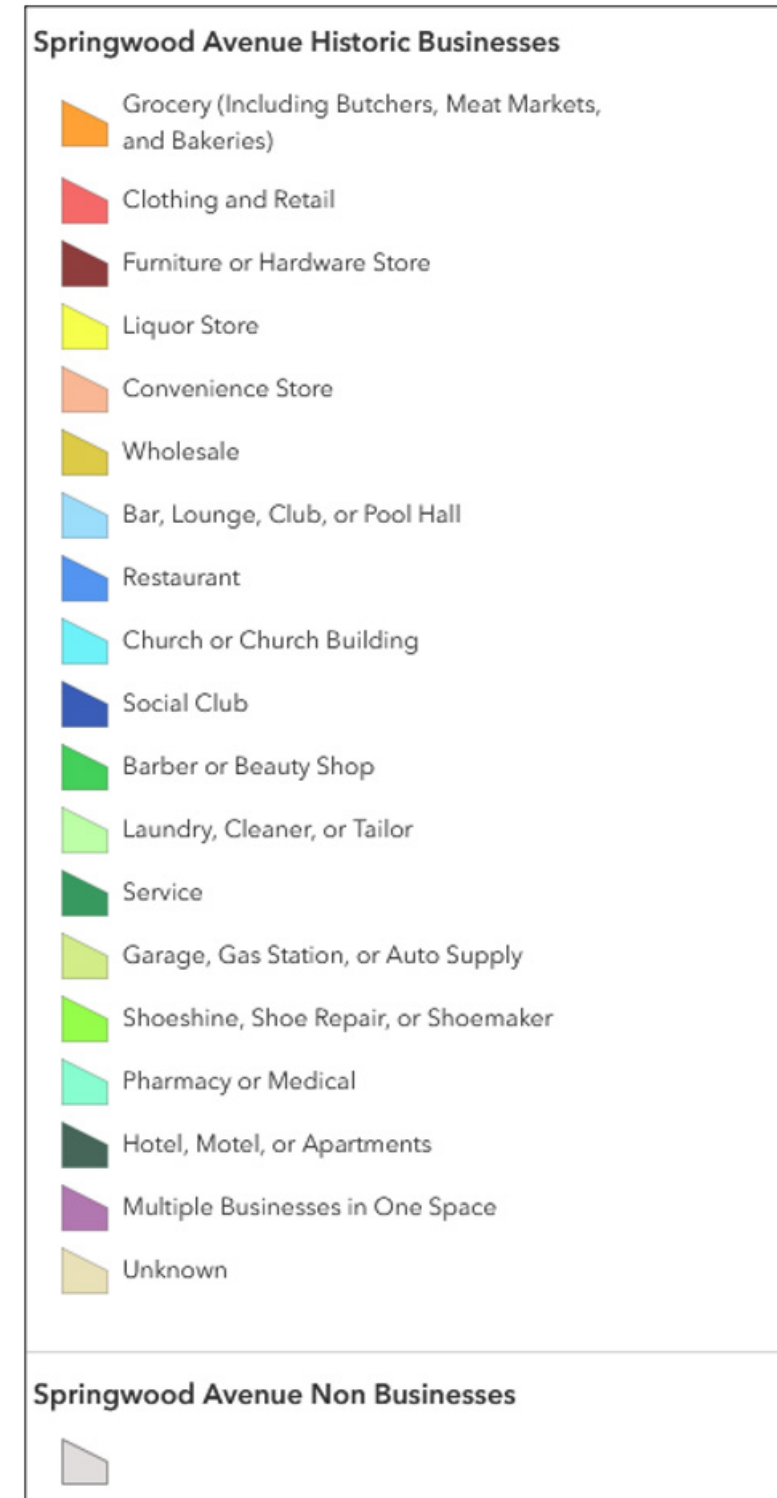 Springwood Avenue Historic Businesses
Grocery (Including Butchers, Meat Markets,
and Bakeries)
Clothing and Retail
Furniture or Hardware Store
Liquor Store
Convenience Store
Wholesale
Bar, Lounge, Club, or Pool Hall
Restaurant
Church or Church Building
Social Club
Barber or Beauty Shop
Laundry, Cleaner, or Tailor
Service
Garage, Gas Station, or Auto Supply
Shoeshine, Shoe Repair, or Shoemaker
Pharmacy or Medical
Hotel, Motel, or Apartments
Multiple Businesses in One Space
Unknown
Springwood Avenue Non Businesses